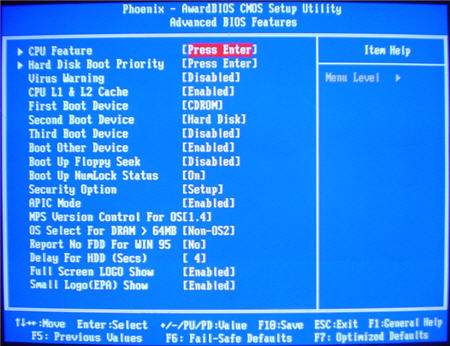 Phoenix - AwardBIOS CMOS Setup Utility
Advanced BIOS Features
▶ CPU Feature [Press Enter]
▶ Hard Disk Boot Priority [Press Enter]
Virus Warning [Disabled]
CPU L1 & L2 Cache [Enabled]
First Boot Device [CDROM]
Second Boot Device [Hard Disk]
Third Boot Device [Disabled]
Boot Other Device [Enabled]
Boot Up Floppy Seek [Disabled]
Boot Up NumLock Status [On]
Security Option [Setup]
APIC Mode [Enabled]
MPS Version Control For OS[1.4]
OS Select For DRAM > 64MB [Non-OS2]
Report No FDD For WIN 95 [No]
Delay For HDD (Secs) [ 4]
Full Screen LOGO Show [Enabled]
Small Logo(EPA) Show [Enabled]
Item Help
Menu Level ▶
↑↓→←:Move Enter:Select +/-/PU/PD:Value F10:Save ESC:Exit F1:General Help
F5: Previous Values F6: Fail-Safe Defaults F7: Optimized Defaults